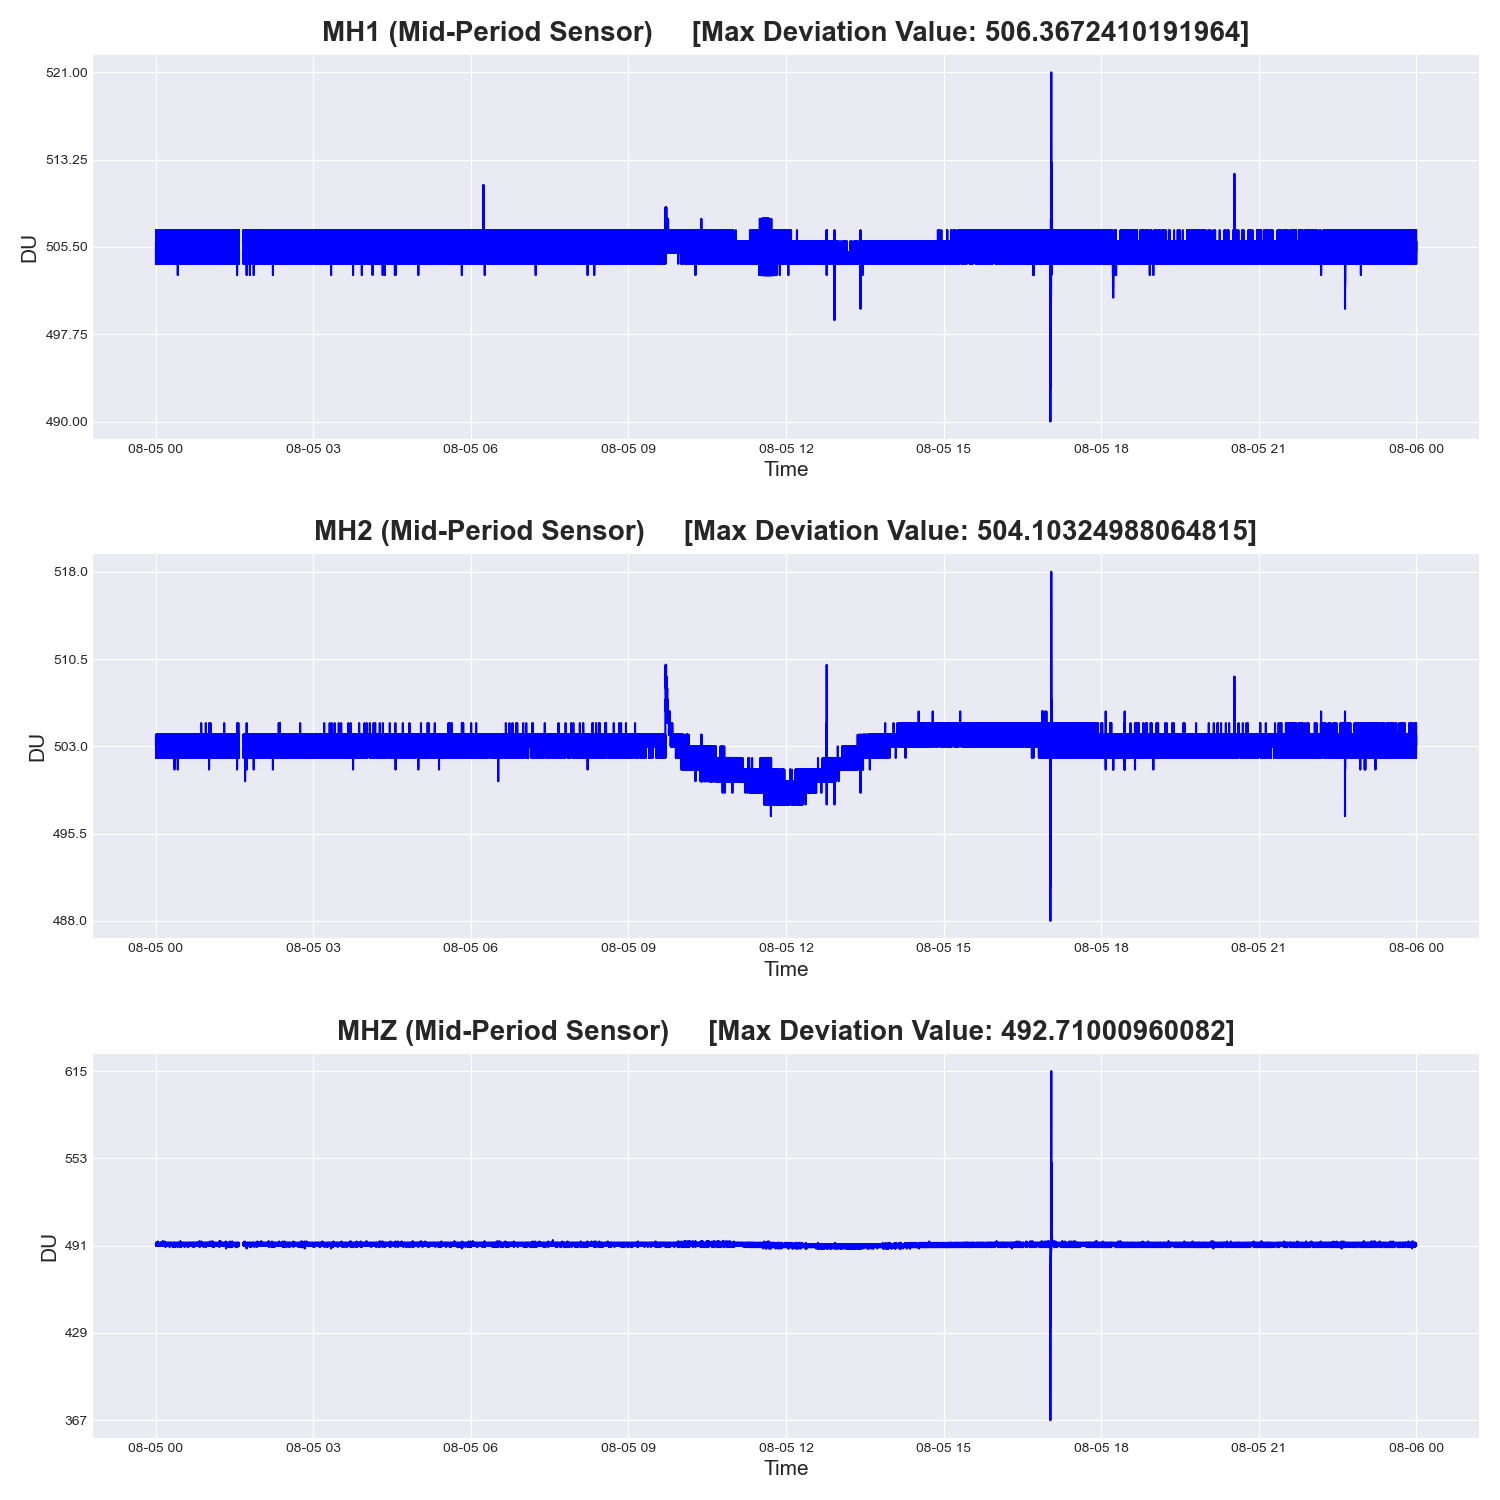 MH1 (Mid-Period Sensor) [Max Deviation Value: 506.3672410191964]
521.00
513.25
505.50
497.75
490.00
DU
08-05 00 08-05 03 08-05 06 08-05 09 08-05 12 08-05 15 08-05 18 08-05 21 08-06 00
Time
MH2 (Mid-Period Sensor) [Max Deviation Value: 504.10324988064815]
518.0
510.5
503.0
495.5
488.0
DU
08-05 00 08-05 03 08-05 06 08-05 09 08-05 12 08-05 15 08-05 18 08-05 21 08-06 00
Time
MHZ (Mid-Period Sensor) [Max Deviation Value: 492.71000960082]
615
553
491
429
367
DU
08-05 00 08-05 03 08-05 06 08-05 09 08-05 12 08-05 15 08-05 18 08-05 21 08-06 00
Time